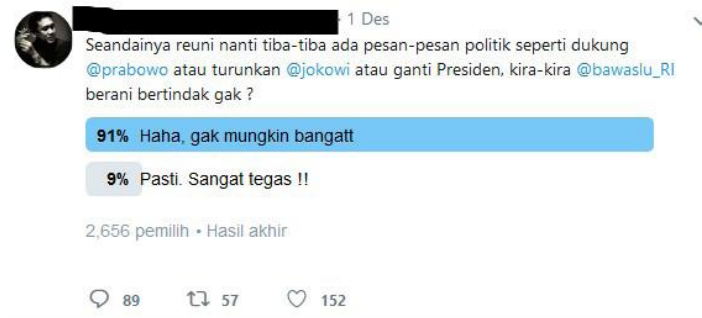 · 1 Des
Seandainya reuni nanti tiba-tiba ada pesan-pesan politik seperti dukung
@prabowo atau turunkan @jokowi atau ganti Presiden, kira-kira @bawaslu_RI
berani bertindak gak ?
91% Haha, gak mungkin bangatt
9% Pasti. Sangat tegas !!
2,656 pemilih • Hasil akhir
89 57 152